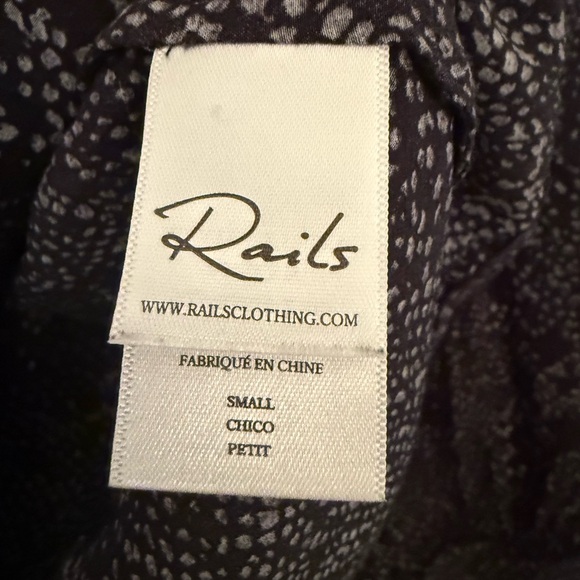 Rails
WWW.RAILSCLOTHING.COM
FABRIQUÉ EN CHINE
SMALL
CHICO
PETIT